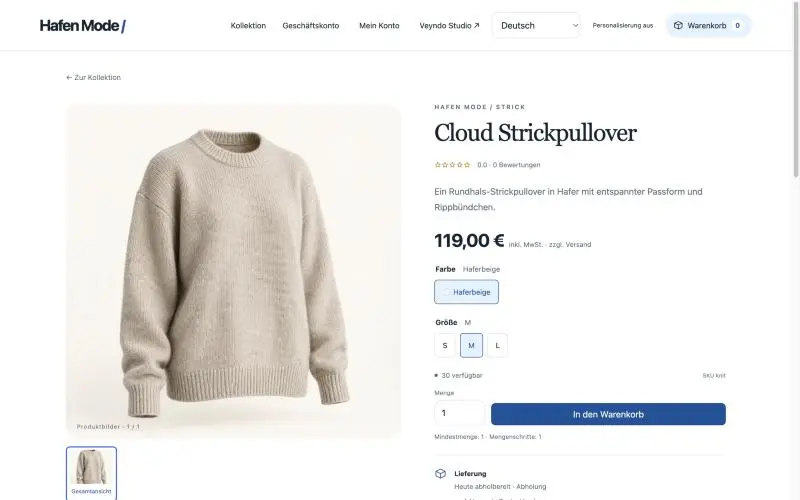 Hafen Mode /
Kollektion
Geschäftskonto
Mein Konto
Veyndo Studio ↗
Deutsch
Personalisierung aus
Warenkorb 0
← Zur Kollektion
HAFEN MODE / STRICK
Cloud Strickpullover
☆☆☆☆☆ 0.0 · 0 Bewertungen
Ein Rundhals-Strickpullover in Hafer mit entspannter Passform und
Rippbündchen.
119,00 € inkl. MwSt. · zzgl. Versand
Farbe Haferbeige
Haferbeige
Größe M
S M L
30 verfügbar
SKU knit
Menge
1
In den Warenkorb
Mindestmenge: 1 · Mengenschritte: 1
Produktbilder · 1 / 1
Gesamtansicht
Lieferung
Heute abholbereit · Abholung